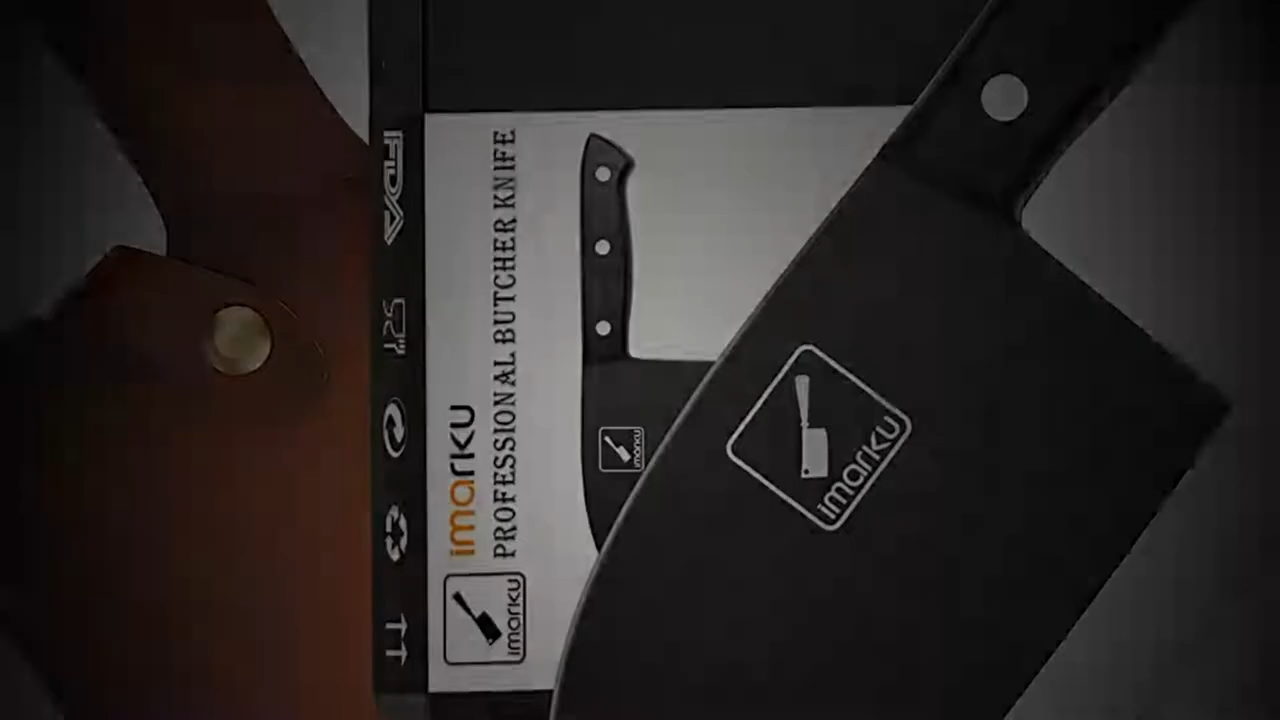 FDA
imarku
PROFESSIONAL BUTCHER KNIFE
imarku
imarku
imarku